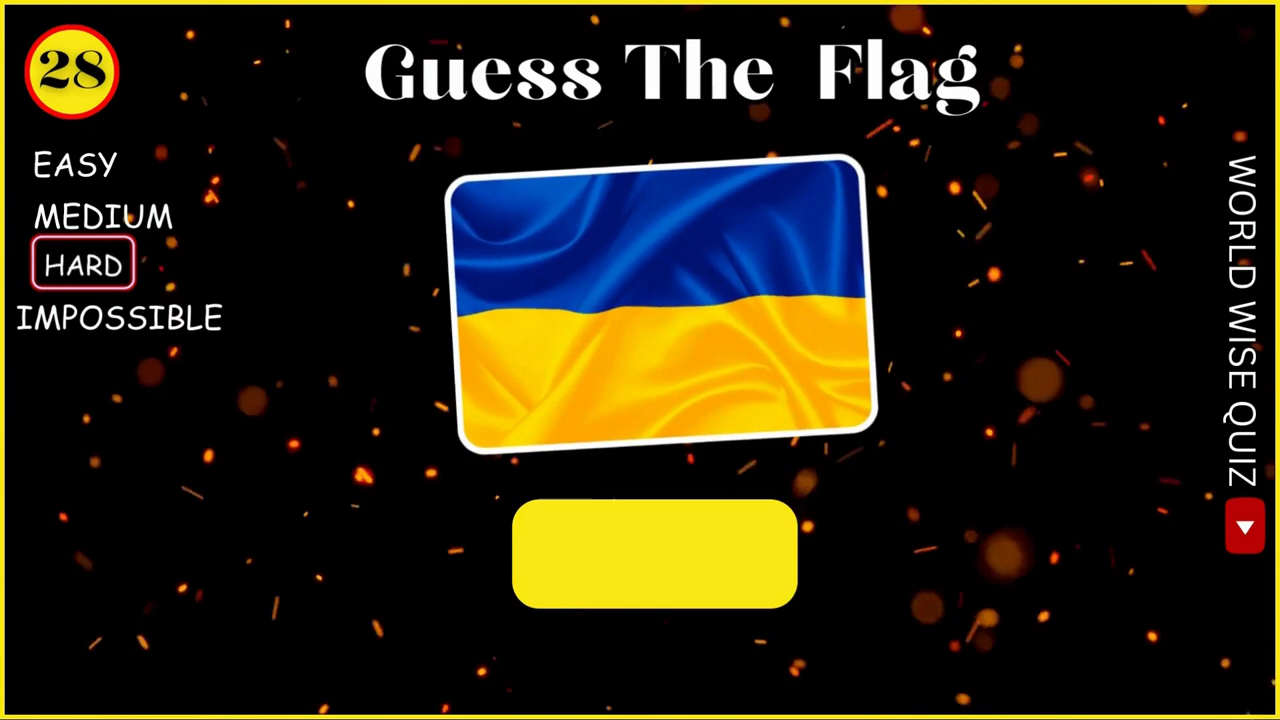 28
Guess The Flag
EASY
MEDIUM
HARD
IMPOSSIBLE
WORLD WISE QUIZ